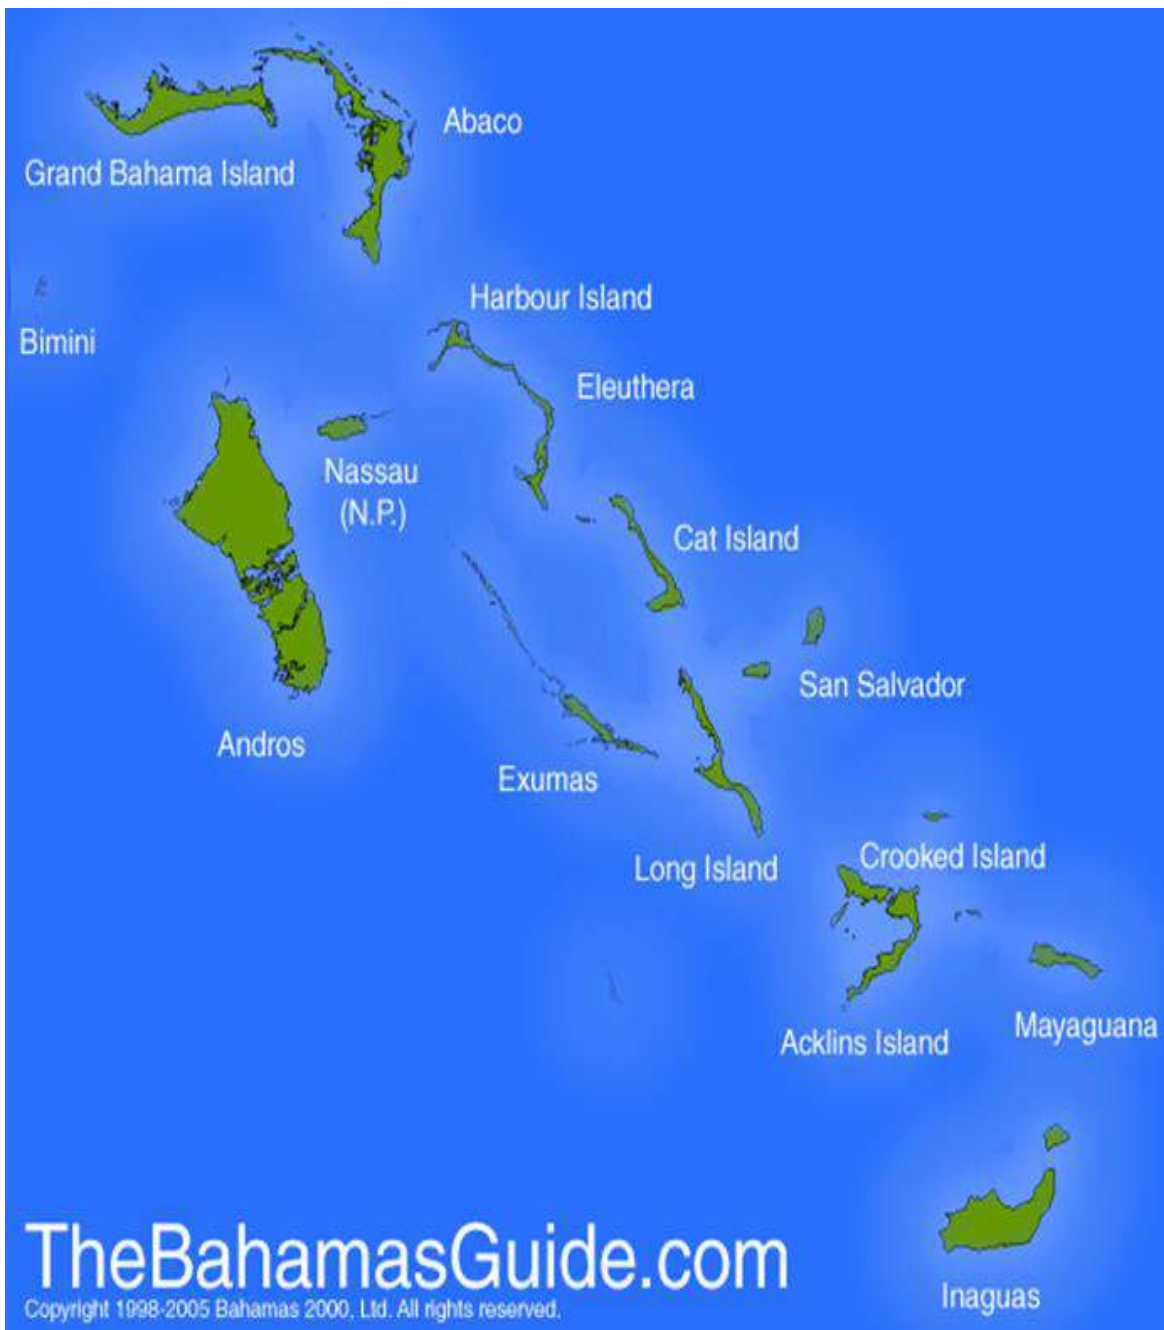 Abaco
Grand Bahama Island
Harbour Island
Bimini
Eleuthera
Nassau
(N.P.)
Cat Island
San Salvador
Andros
Exumas
Long Island
Crooked Island
Mayaguana
Acklins Island
TheBahamasGuide.com
Inaguas
Copyright 1998-2005 Bahamas 2000, Ltd. All rights reserved.